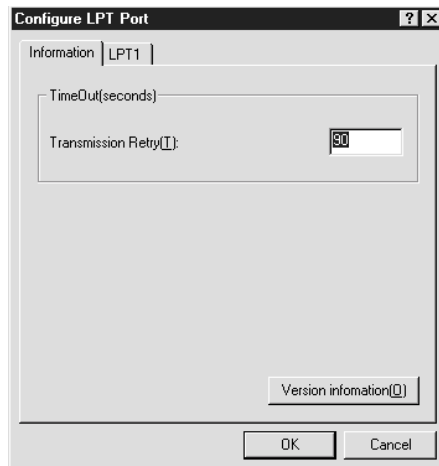 Configure LPT Port
Information
LPT1
TimeOut(seconds)
Transmission Retry(T):
90
Version infomation(O)
OK
Cancel